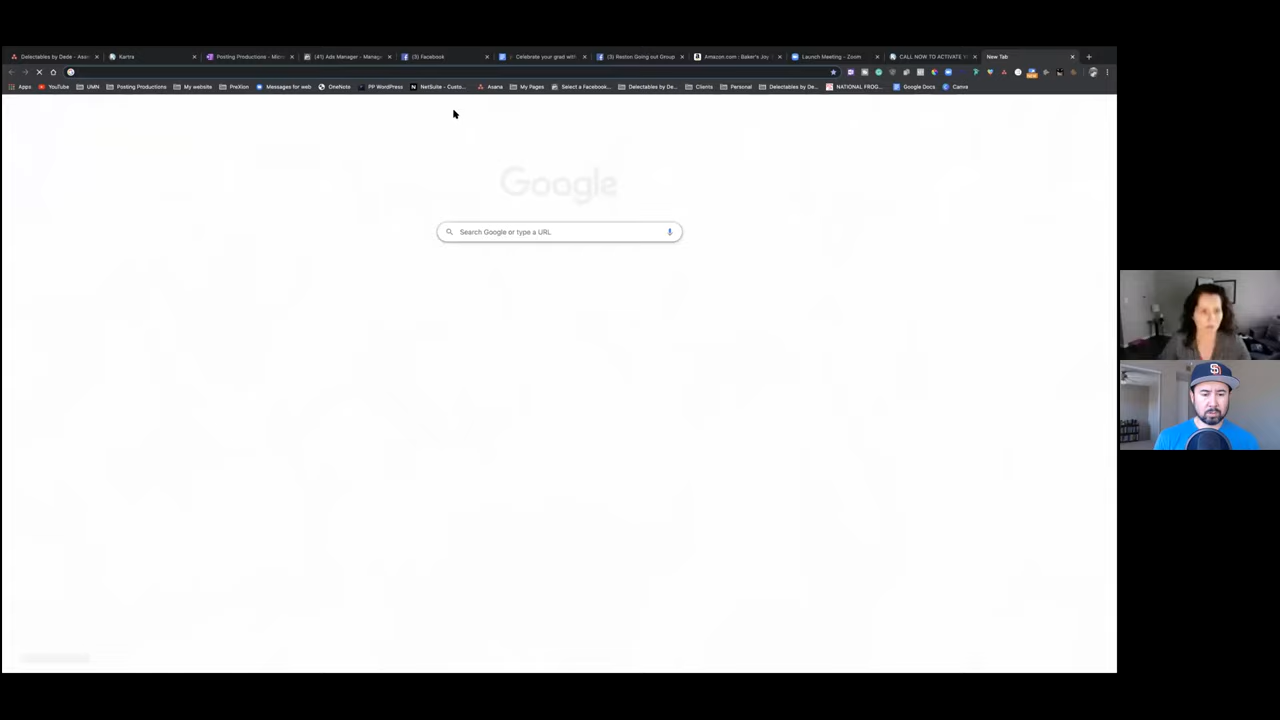 Delectables by Dede - Asa
Kartra
Posting Productions - Micr
(41) Ads Manager - Manag
(3) Facebook
Celebrate your grad with
(3) Reston Going out Group
Amazon.com : Baker's Joy
Launch Meeting - Zoom
CALL NOW TO ACTIVATE
New Tab
Apps
YouTube
UMN
Posting Productions
My website
PreXion
Messages for web
OneNote
PP WordPress
NetSuite - Custo...
Asana
My Pages
Select a Facebook...
Delectables by De...
Clients
Personal
Delectables by De...
NATIONAL FROG...
Google Docs
Canva
Google
Search Google or type a URL